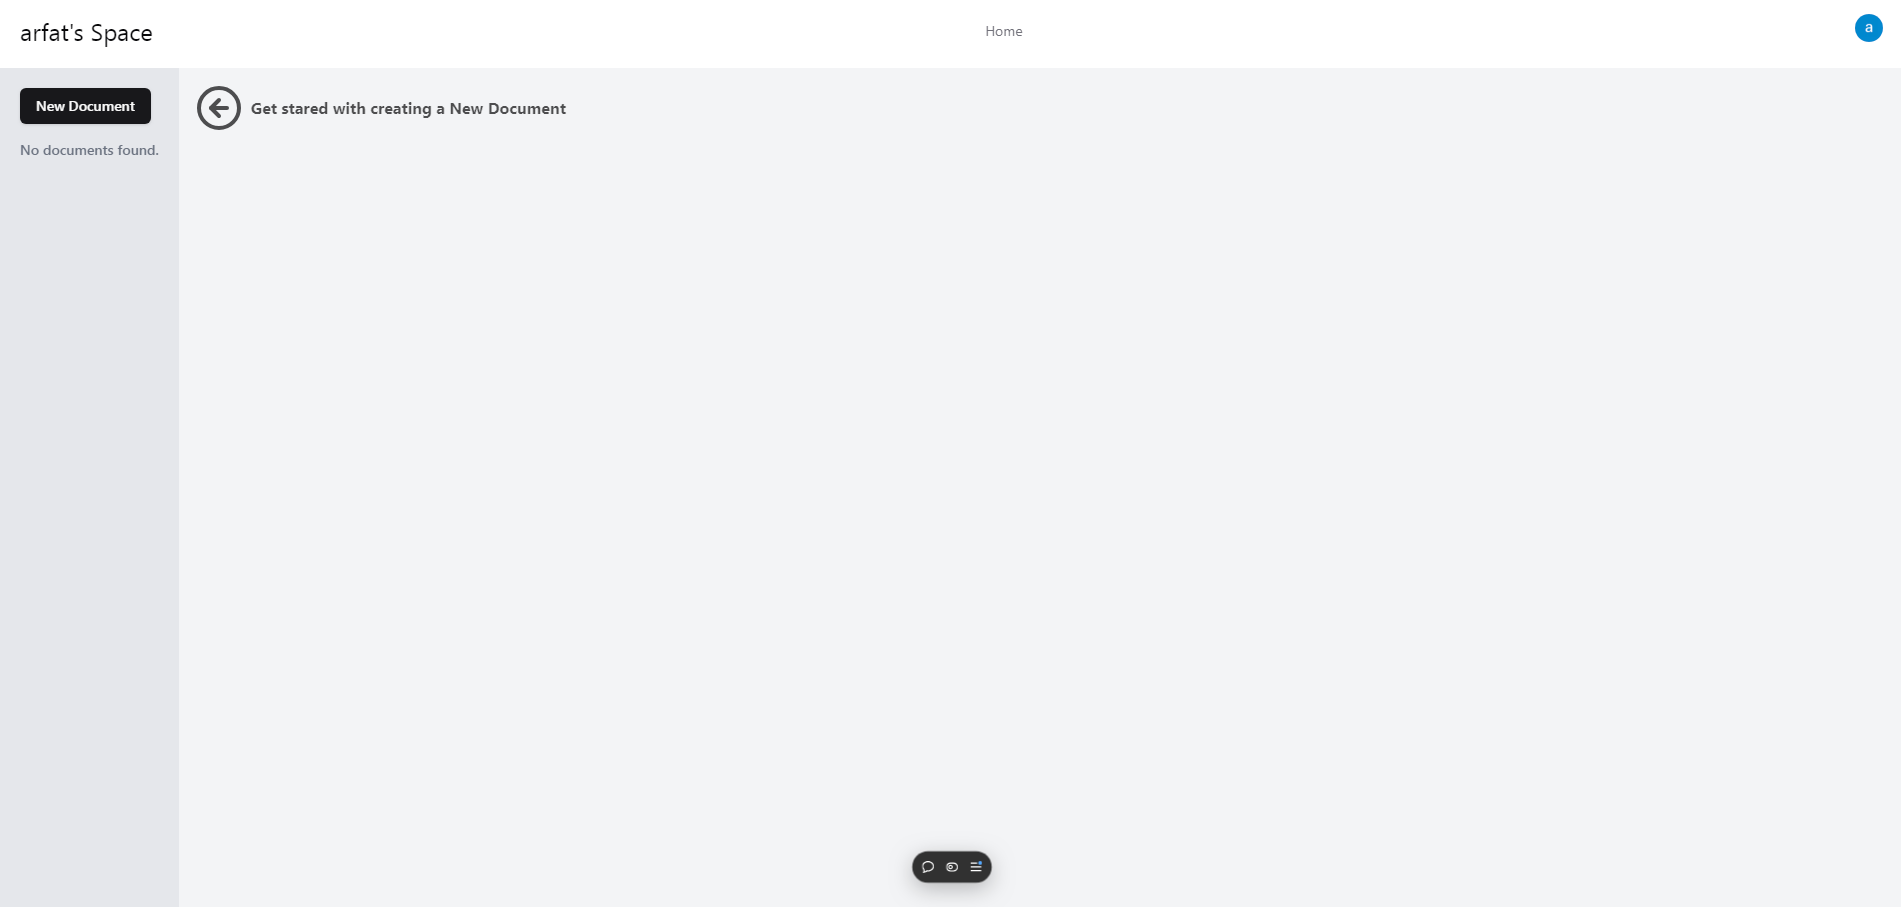 arfat's Space
Home
a
New Document
Get stared with creating a New Document
No documents found.